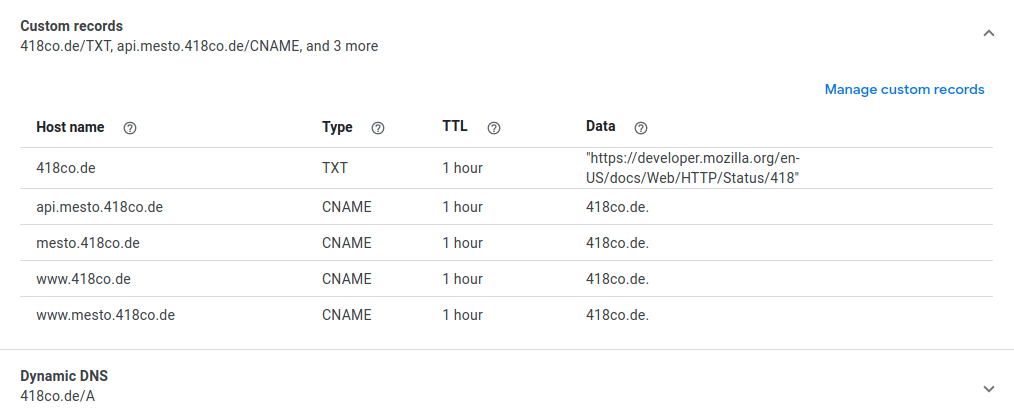 Custom records
418co.de/TXT, api.mesto.418co.de/CNAME, and 3 more
Manage custom records
Host name Type TTL Data
418co.de TXT 1 hour "https://developer.mozilla.org/en-
US/docs/Web/HTTP/Status/418"
api.mesto.418co.de CNAME 1 hour 418co.de.
mesto.418co.de CNAME 1 hour 418co.de.
www.418co.de CNAME 1 hour 418co.de.
www.mesto.418co.de CNAME 1 hour 418co.de.
Dynamic DNS
418co.de/A